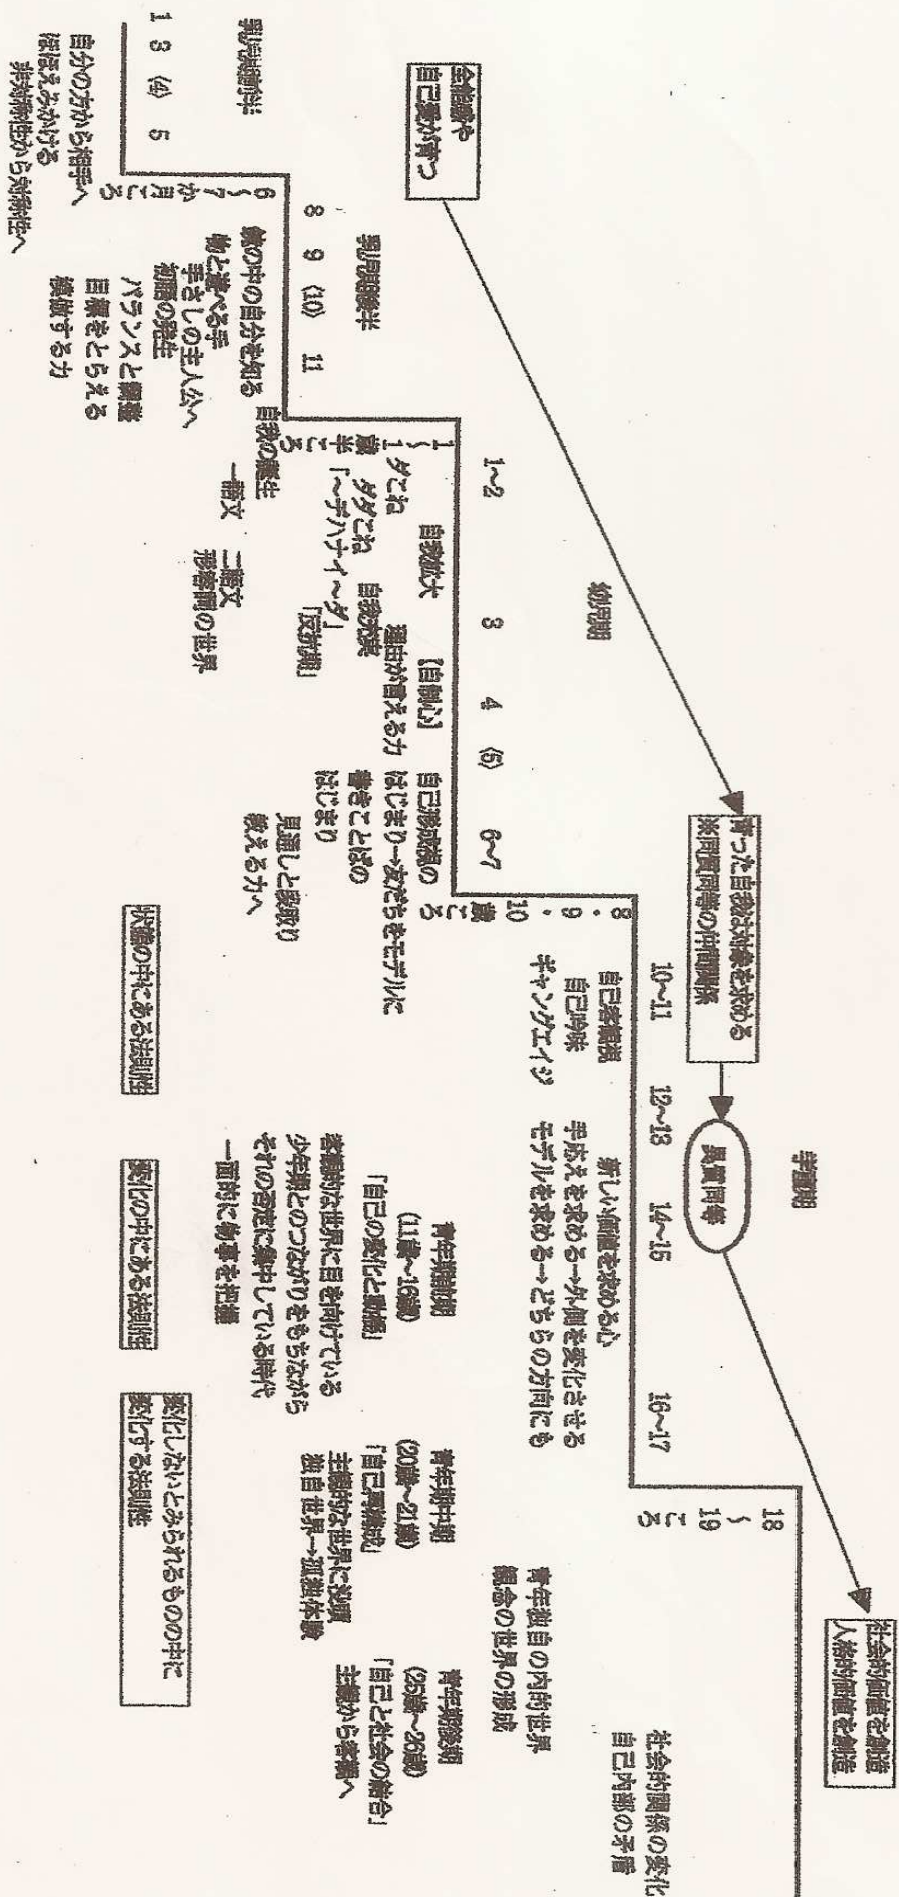 全能感や
自己愛が育つ
育った自我は対象を求める
※同質同等の仲間関係
異質同等
社会的価値を創造
人格的価値を創造
乳児期前半
1 3 〈4〉 5
6～7か月ころ
自分の方から相手へ
ほほえみかける
非対称性から対称性へ
乳児期後半
8 9 〈10〉 11
鏡の中の自分を知る
物と遊べる手
手さしの主人公へ
初語の発生
バランスと調整
目標をとらえる
模倣する力
1～1歳半ころ
自我の誕生
一語文
幼児期
1～2 3 4 〈5〉 6～7
自我拡大
ダこね
ダダこね
「～デハナイ～ダ」
自我充実
「反抗期」
二語文
形容詞の世界
【自制心】
理由が言える力
自己形成視の
はじまり→友だちをモデルに
書きことばの
はじまり
見通しと段取り
教える力へ
8・9・10歳ころ
学童期
10～11 12～13 14～15 16～17
自己客観視
自己吟味
ギャングエイジ
新しい価値を求める心
手応えを求める→外側を変化させる
モデルを求める→どちらの方向にも
18～19ころ
青年独自の内的世界
観念の世界の形成
社会的関係の変化
自己内部の矛盾
青年期前期
(11歳～16歳)
「自己の変化と動揺」
客観的な世界に目を向けている
少年期とのつながりをもちながら
それの否定に集中している時代
一面的に物事を把握
青年期中期
(20歳～21歳)
「自己再構成」
主観的な世界に没頭
独自世界→孤独体験
青年期後期
(25歳～26歳)
「自己と社会の結合」
主観から客観へ
の中にある法則性
変化の中にある法則性
変化しないとみられるものの中に
変化する法則性